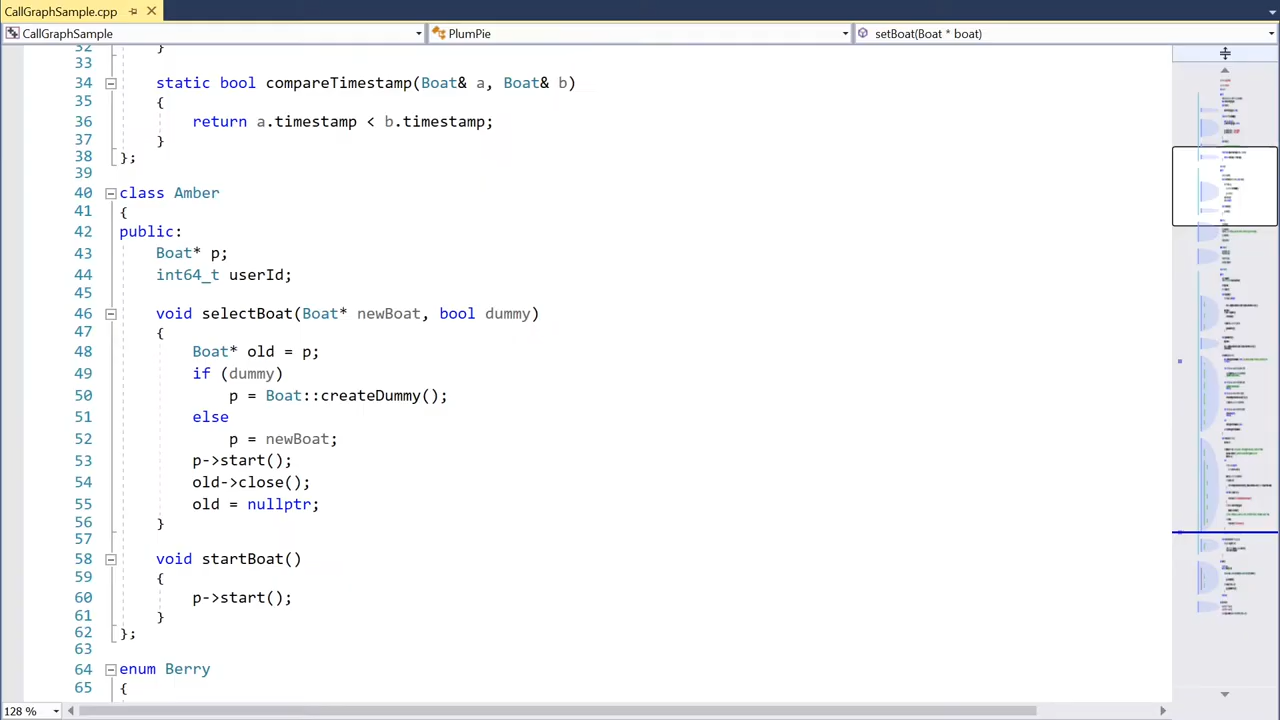 CallGraphSample.cpp
CallGraphSample PlumPie setBoat(Boat * boat)
32 }
33
34 static bool compareTimestamp(Boat& a, Boat& b)
35 {
36 return a.timestamp < b.timestamp;
37 }
38 };
39
40 class Amber
41 {
42 public:
43 Boat* p;
44 int64_t userId;
45
46 void selectBoat(Boat* newBoat, bool dummy)
47 {
48 Boat* old = p;
49 if (dummy)
50 p = Boat::createDummy();
51 else
52 p = newBoat;
53 p->start();
54 old->close();
55 old = nullptr;
56 }
57
58 void startBoat()
59 {
60 p->start();
61 }
62 };
63
64 enum Berry
65 {
128 %